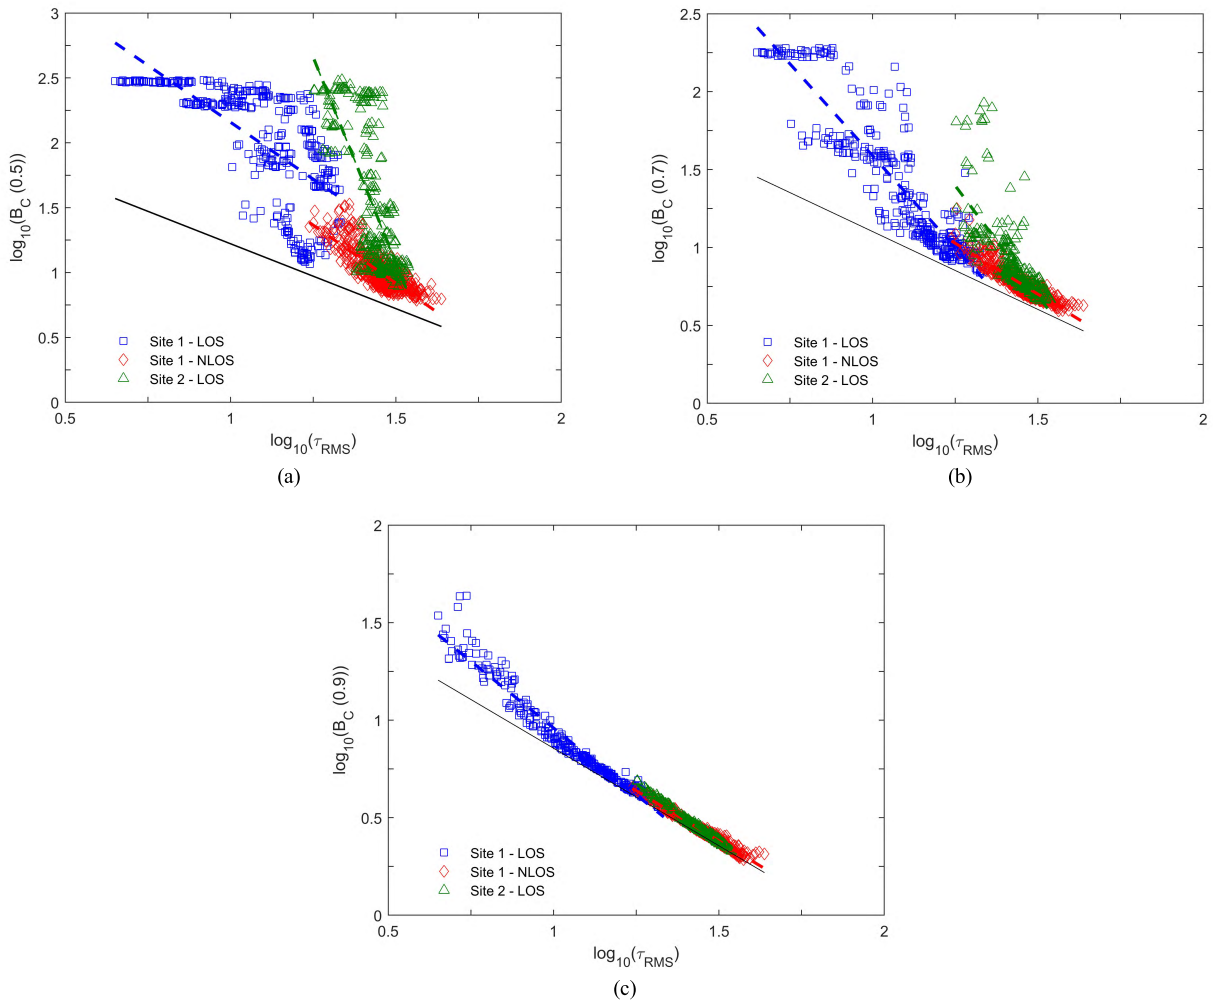 3
2.5
2
1.5
1
0.5
0
0.5
1
1.5
2
log10(BC (0.5))
log10(τRMS)
Site 1 - LOS
Site 1 - NLOS
Site 2 - LOS
(a)
2.5
2
1.5
1
0.5
0
0.5
1
1.5
2
log10(BC (0.7))
log10(τRMS)
Site 1 - LOS
Site 1 - NLOS
Site 2 - LOS
(b)
2
1.5
1
0.5
0
0.5
1
1.5
2
log10(BC (0.9))
log10(τRMS)
Site 1 - LOS
Site 1 - NLOS
Site 2 - LOS
(c)